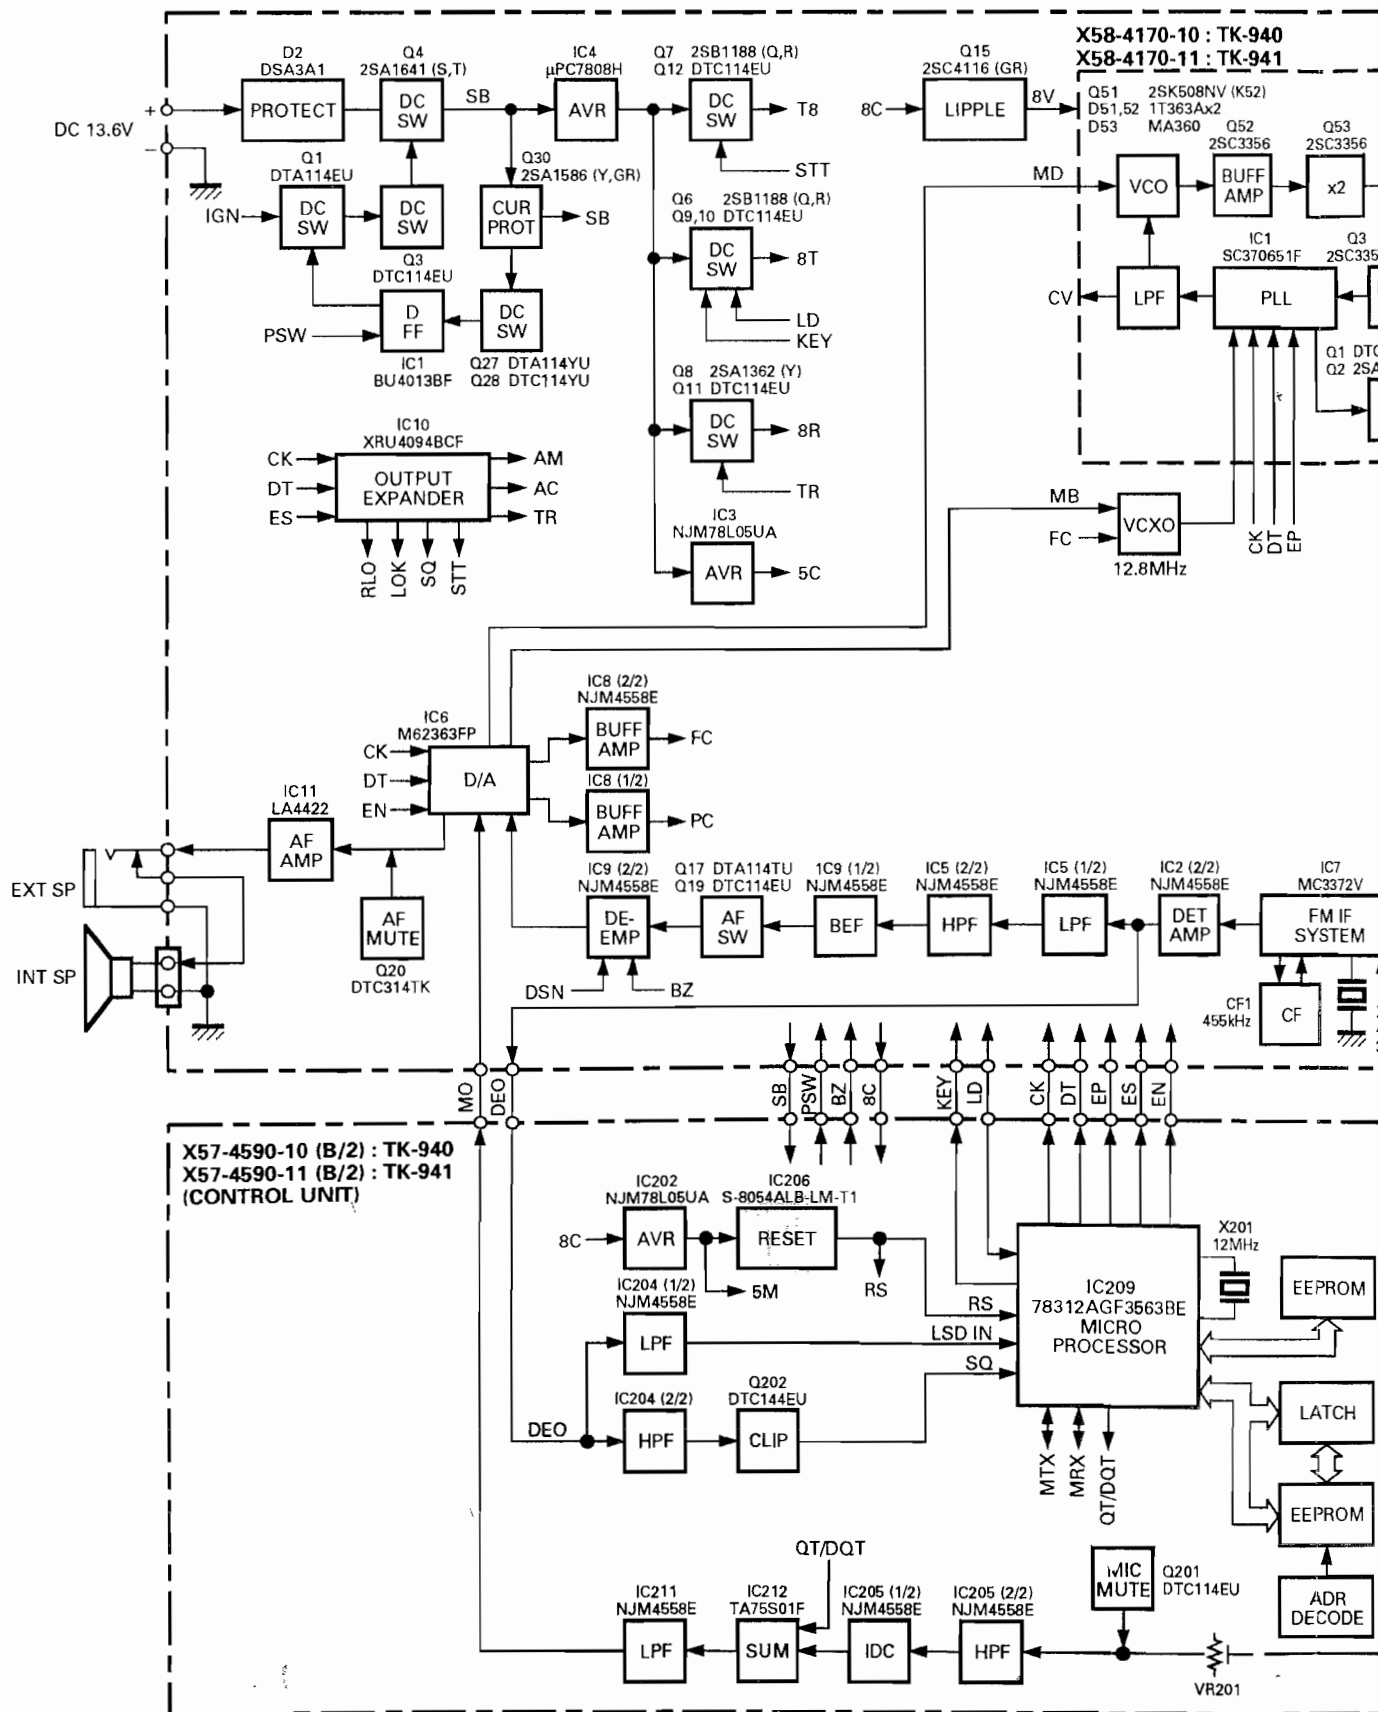 X58-4170-10 : TK-940
X58-4170-11 : TK-941
D2
DSA3A1
PROTECT
Q4
2SA1641 (S,T)
DC
SW
SB
IC4
µPC7808H
AVR
Q7 2SB1188 (Q,R)
Q12 DTC114EU
DC
SW
T8
STT
Q15
2SC4116 (GR)
8C
LIPPLE
8V
Q51 2SK508NV (K52)
D51,52 1T363Ax2
D53 MA360
Q52
2SC3356
Q53
2SC3356
MD
VCO
BUFF
AMP
x2
DC 13.6V
+
−
Q1
DTA114EU
IGN
DC
SW
DC
SW
Q3
DTC114EU
Q30
2SA1586 (Y,GR)
CUR
PROT
SB
Q6 2SB1188 (Q,R)
Q9,10 DTC114EU
DC
SW
8T
LD
KEY
IC1
SC370651F
Q3
2SC335
CV
LPF
PLL
PSW
D
FF
IC1
BU4013BF
DC
SW
Q27 DTA114YU
Q28 DTC114YU
Q1 DTC
Q2 2SA
Q8 2SA1362 (Y)
Q11 DTC114EU
DC
SW
8R
TR
IC10
XRU4094BCF
CK
DT
ES
OUTPUT
EXPANDER
AM
AC
TR
RLO
LOK
SQ
STT
IC3
NJM78L05UA
AVR
5C
MB
FC
VCXO
12.8MHz
CK
DT
EP
IC8 (2/2)
NJM4558E
BUFF
AMP
FC
IC6
M62363FP
CK
DT
EN
D/A
IC8 (1/2)
BUFF
AMP
PC
IC11
LA4422
AF
AMP
EXT SP
INT SP
AF
MUTE
Q20
DTC314TK
IC9 (2/2)
NJM4558E
DE-
EMP
DSN
BZ
Q17 DTA114TU
Q19 DTC114EU
AF
SW
1C9 (1/2)
NJM4558E
BEF
IC5 (2/2)
NJM4558E
HPF
IC5 (1/2)
NJM4558E
LPF
IC2 (2/2)
NJM4558E
DET
AMP
IC7
MC3372V
FM IF
SYSTEM
CF1
455kHz
CF
MO
DEO
SB
PSW
BZ
8C
KEY
LD
CK
DT
EP
ES
EN
X57-4590-10 (B/2) : TK-940
X57-4590-11 (B/2) : TK-941
(CONTROL UNIT)
IC202
NJM78L05UA
8C
AVR
5M
IC206
S-8054ALB-LM-T1
RESET
RS
RS
IC204 (1/2)
NJM4558E
LPF
LSD IN
SQ
IC209
78312AGF3563BE
MICRO
PROCESSOR
X201
12MHz
EEPROM
LATCH
EEPROM
ADR
DECODE
DEO
IC204 (2/2)
HPF
Q202
DTC144EU
CLIP
MTX
MRX
QT/DQT
QT/DQT
IC211
NJM4558E
LPF
IC212
TA75S01F
SUM
IC205 (1/2)
NJM4558E
IDC
IC205 (2/2)
NJM4558E
HPF
MIC
MUTE
Q201
DTC114EU
VR201